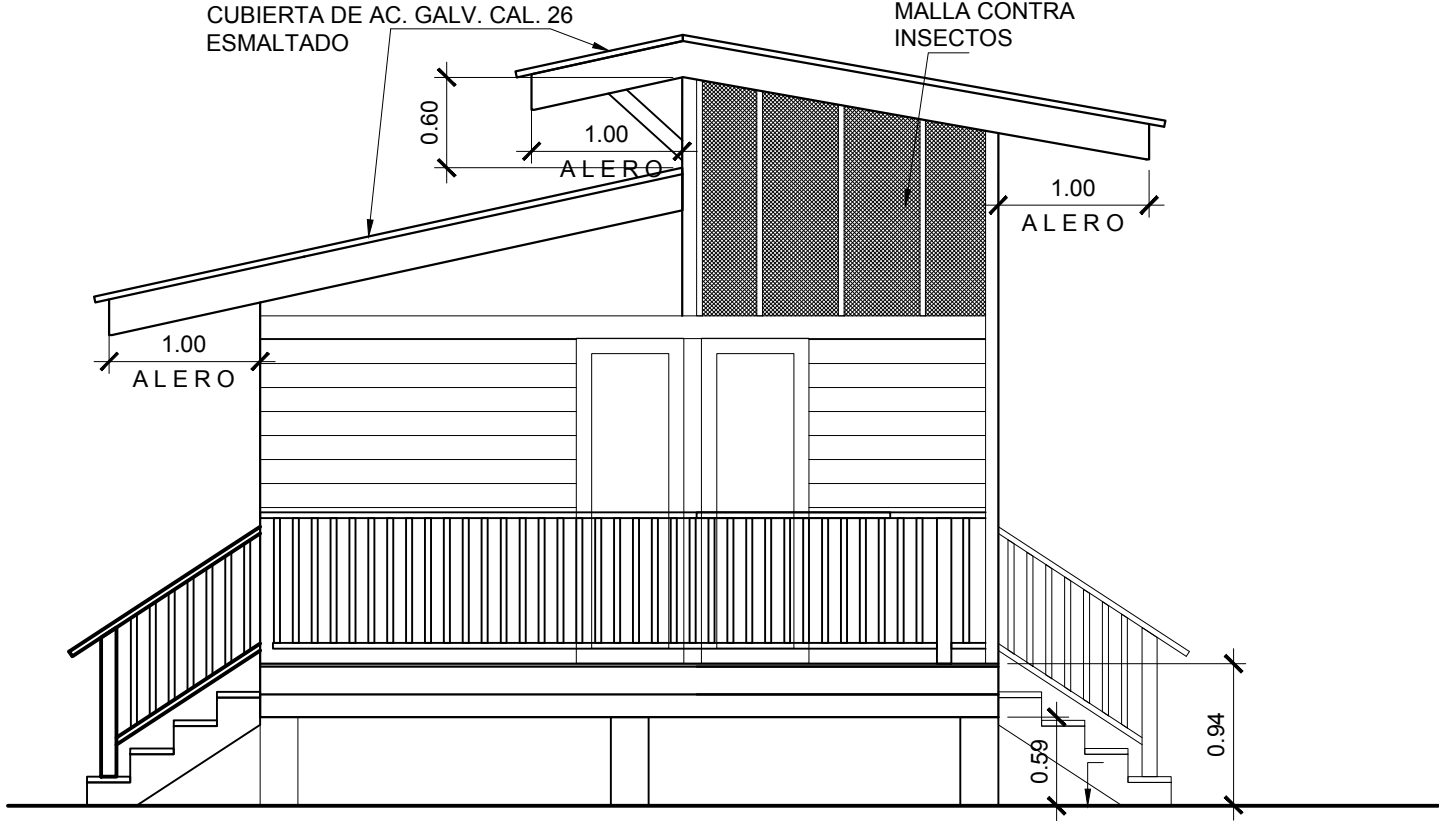 CUBIERTA DE AC. GALV. CAL. 26
ESMALTADO
MALLA CONTRA
INSECTOS
0.60
1.00
ALERO
1.00
ALERO
1.00
ALERO
0.59
0.94